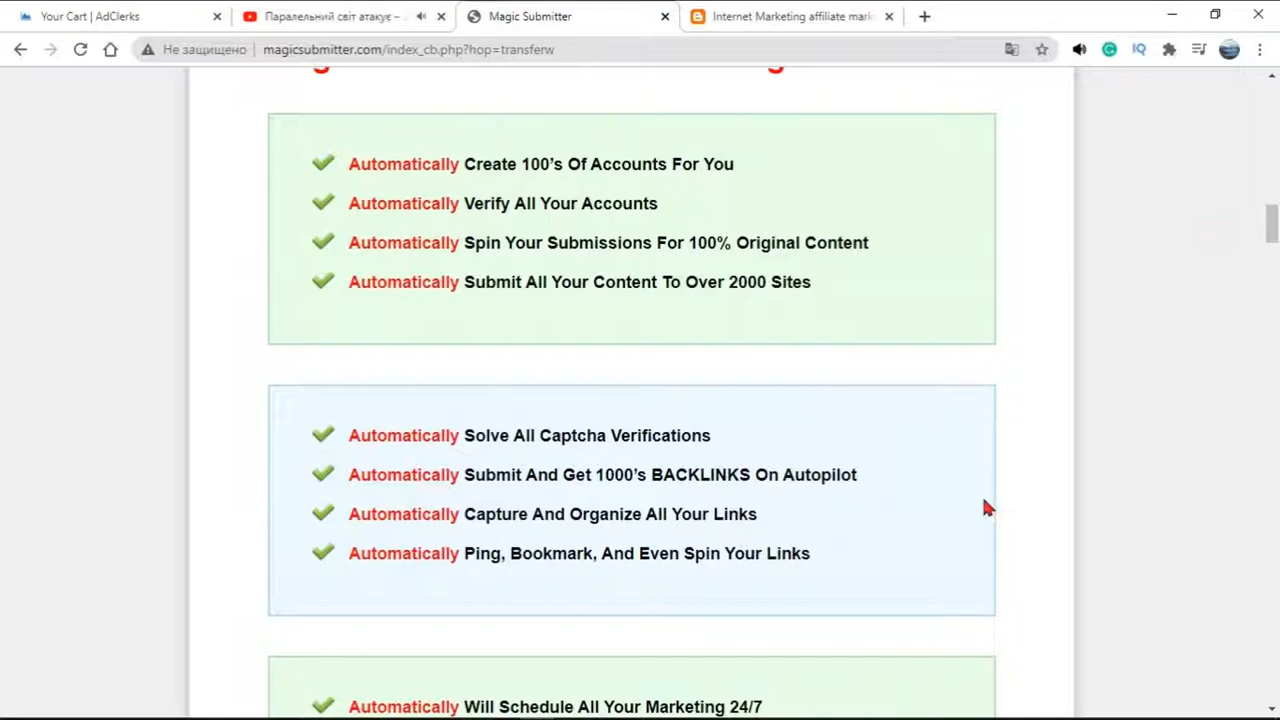 Your Cart | AdClerks
Паралельний світ атакує –
Magic Submitter
Internet Marketing affiliate mark
Не защищено
magicsubmitter.com/index_cb.php?hop=transferw
IQ
Automatically Create 100’s Of Accounts For You
Automatically Verify All Your Accounts
Automatically Spin Your Submissions For 100% Original Content
Automatically Submit All Your Content To Over 2000 Sites
Automatically Solve All Captcha Verifications
Automatically Submit And Get 1000’s BACKLINKS On Autopilot
Automatically Capture And Organize All Your Links
Automatically Ping, Bookmark, And Even Spin Your Links
Automatically Will Schedule All Your Marketing 24/7